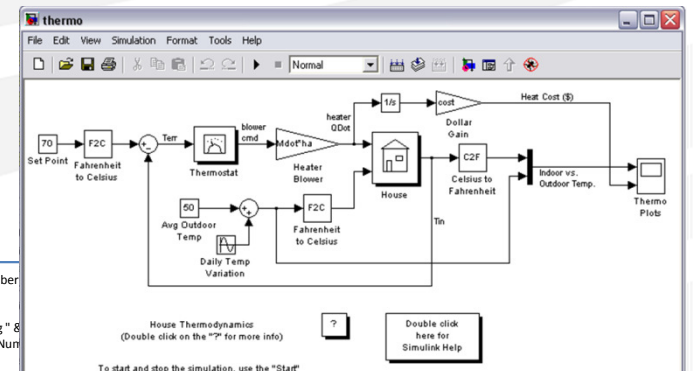 thermo
File Edit View Simulation Format Tools Help
Normal
70
Set Point
F2C
Fahrenheit
to Celsius
Terr
Thermostat
blower
cmd
Mdot*ha
Heater
Blower
heater
QDot
1/s
cost
Dollar
Gain
Heat Cost ($)
House
C2F
Celsius to
Fahrenheit
Indoor vs.
Outdoor Temp.
Thermo
Plots
50
Avg Outdoor
Temp
Daily Temp
Variation
F2C
Fahrenheit
to Celsius
Tin
ber
g" &
Num
House Thermodynamics
(Double click on the "?" for more info)
?
Double click
here for
Simulink Help
To start and stop the simulation, use the "Start"